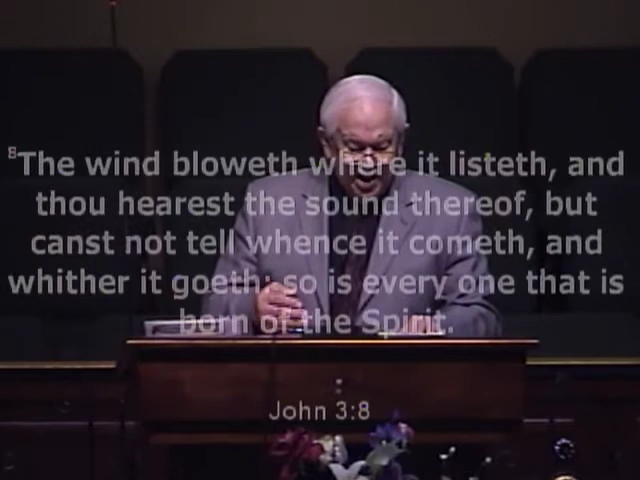 8The wind bloweth where it listeth, and
thou hearest the sound thereof, but
canst not tell whence it cometh, and
whither it goeth: so is every one that is
born of the Spirit.
John 3:8